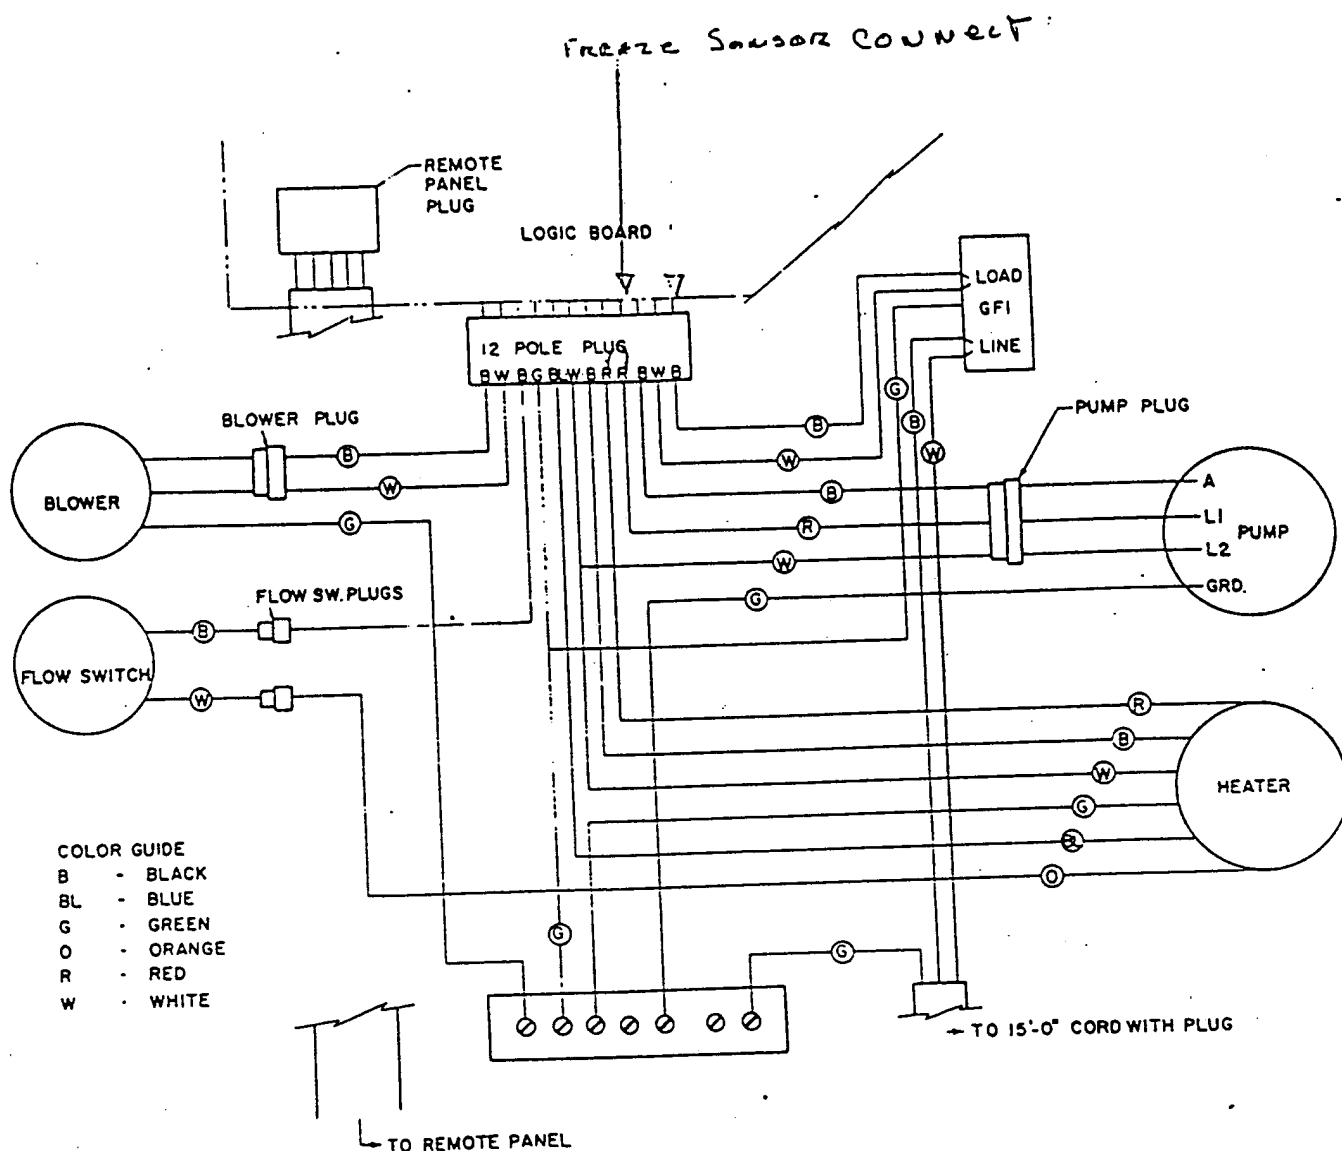 FREAZE SANSOR CONNECT
REMOTE
PANEL
PLUG
LOGIC BOARD
LOAD
GFI
LINE
12 POLE PLUG
B W B G BL W B R R B W B
BLOWER PLUG
PUMP PLUG
B
W
G
BLOWER
G
B
W
B
W
B
R
W
G
A
L1
L2
GRD.
PUMP
FLOW SW. PLUGS
B
W
FLOW SWITCH
R
B
W
G
BL
O
HEATER
COLOR GUIDE
B - BLACK
BL - BLUE
G - GREEN
O - ORANGE
R - RED
W - WHITE
G
G
TO 15'-0" CORD WITH PLUG
TO REMOTE PANEL